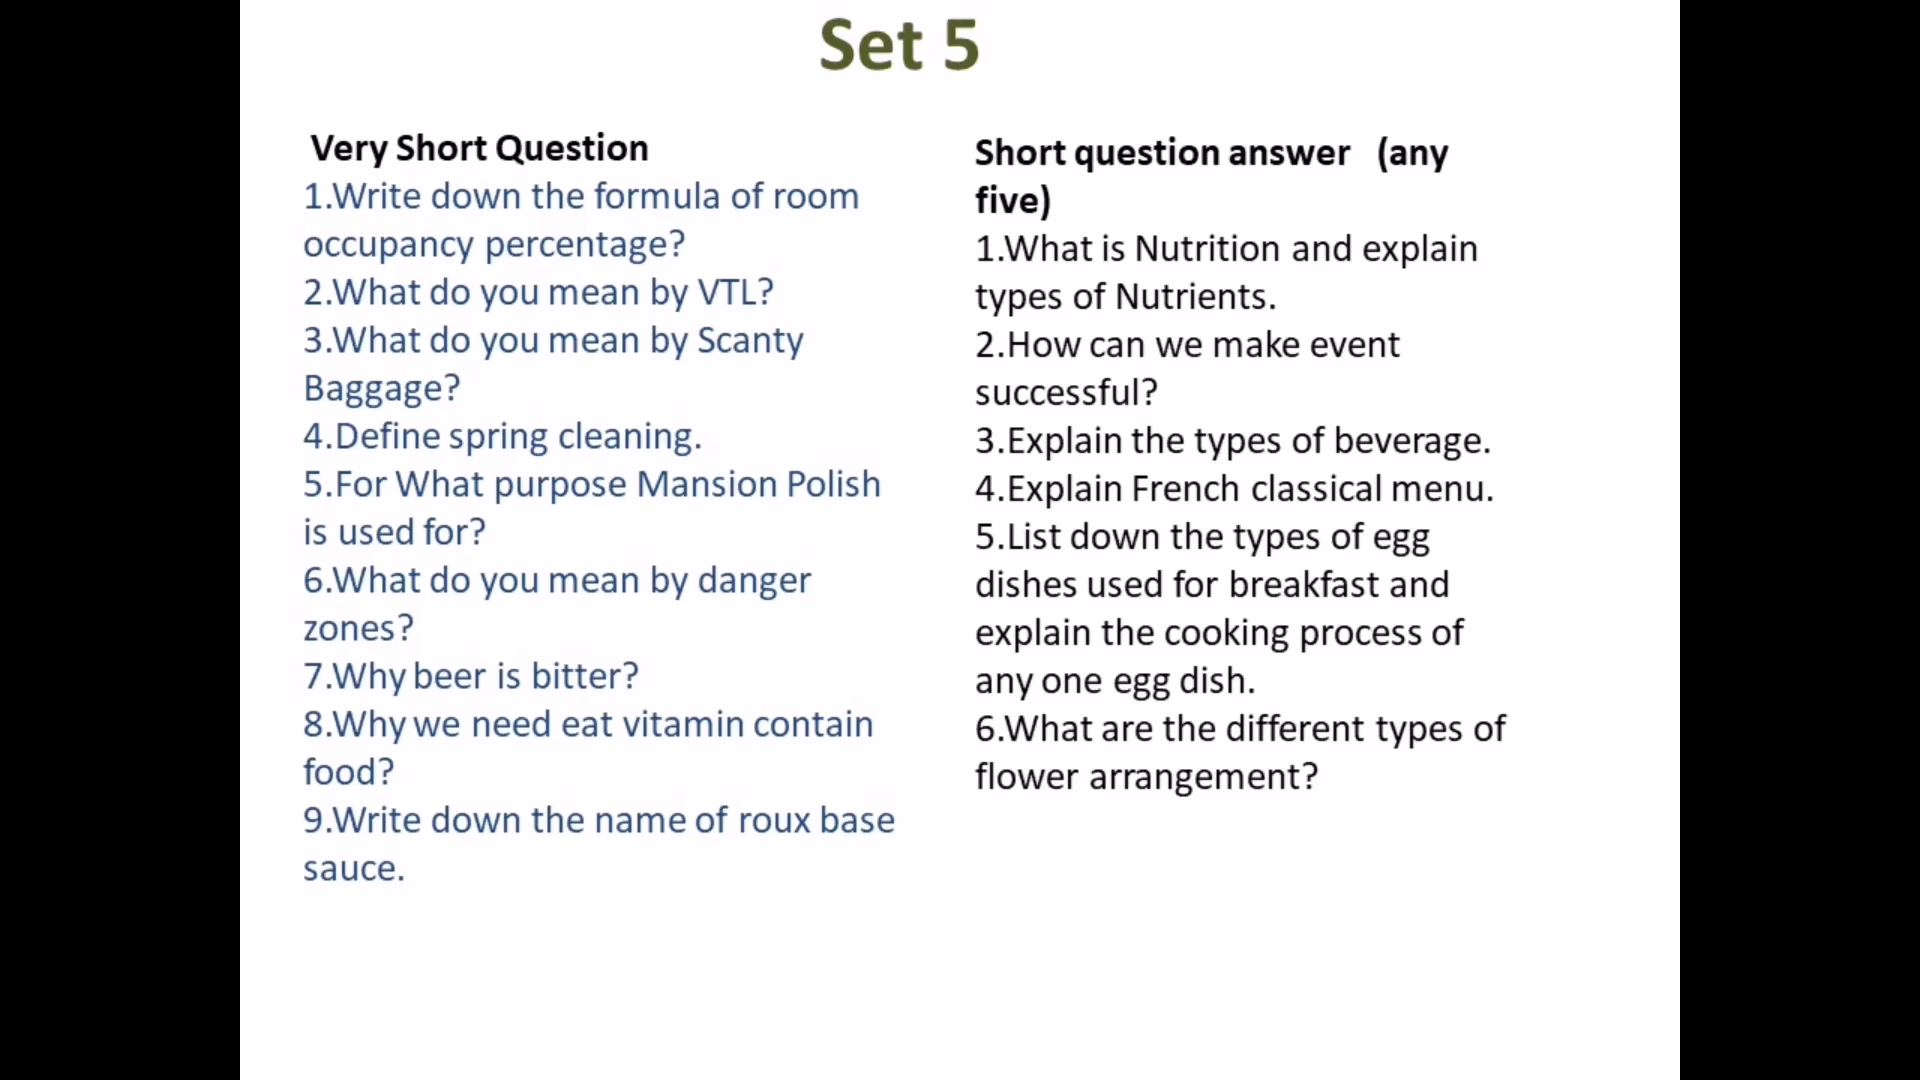 Set 5
Very Short Question
1.Write down the formula of room
occupancy percentage?
2.What do you mean by VTL?
3.What do you mean by Scanty
Baggage?
4.Define spring cleaning.
5.For What purpose Mansion Polish
is used for?
6.What do you mean by danger
zones?
7.Why beer is bitter?
8.Why we need eat vitamin contain
food?
9.Write down the name of roux base
sauce.
Short question answer   (any
five)
1.What is Nutrition and explain
types of Nutrients.
2.How can we make event
successful?
3.Explain the types of beverage.
4.Explain French classical menu.
5.List down the types of egg
dishes used for breakfast and
explain the cooking process of
any one egg dish.
6.What are the different types of
flower arrangement?